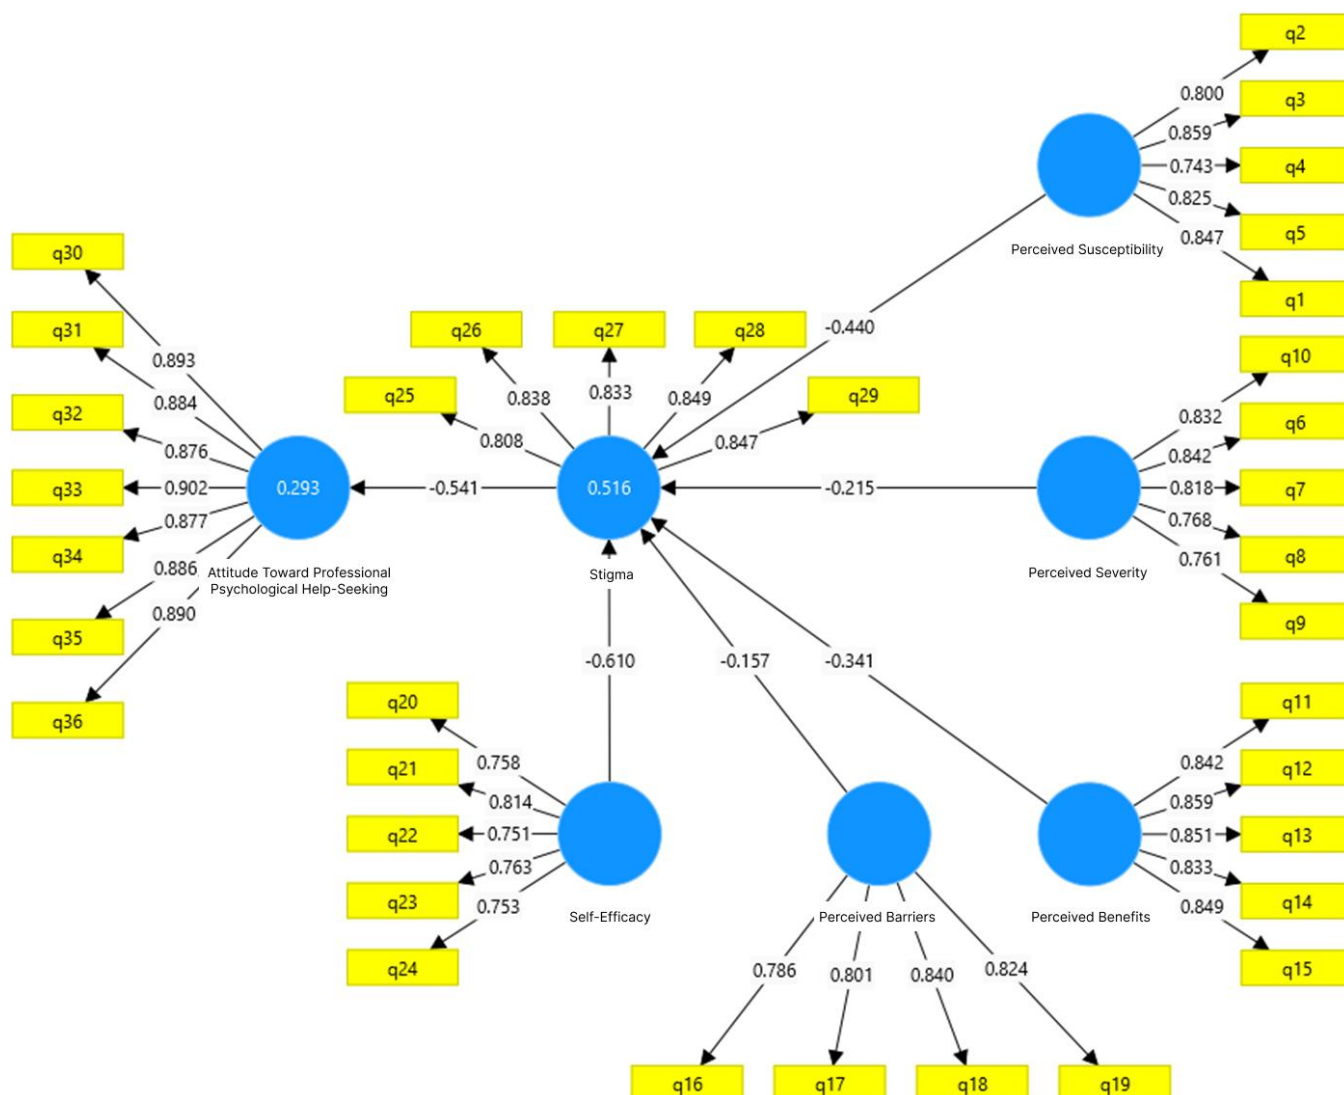 q2
0.800
q3
0.859
0.743
q4
0.825
q5
0.847
q1
Perceived Susceptibility
-0.440
q30
q31
q32
q33
q34
q35
q36
0.893
0.884
0.876
0.902
0.877
0.886
0.890
0.293
Attitude Toward Professional
Psychological Help-Seeking
-0.541
q25
q26
q27
q28
q29
0.808
0.838
0.833
0.849
0.847
0.516
Stigma
-0.215
q10
0.832
q6
0.842
0.818
q7
0.768
q8
0.761
q9
Perceived Severity
-0.610
-0.157
-0.341
q20
0.758
q21
0.814
q22
0.751
0.763
q23
0.753
q24
Self-Efficacy
Perceived Barriers
0.786
0.801
0.840
0.824
q16
q17
q18
q19
Perceived Benefits
q11
0.842
q12
0.859
0.851
q13
0.833
q14
0.849
q15